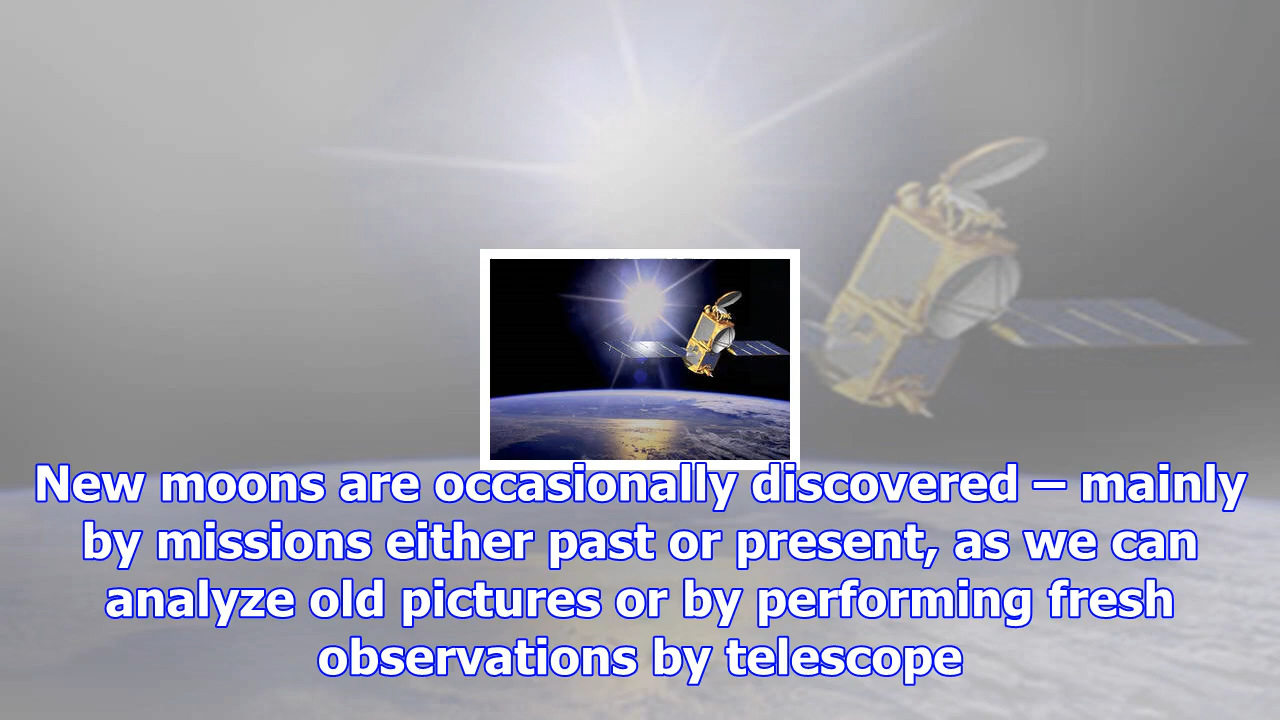 New moons are occasionally discovered – mainly
by missions either past or present, as we can
analyze old pictures or by performing fresh
observations by telescope